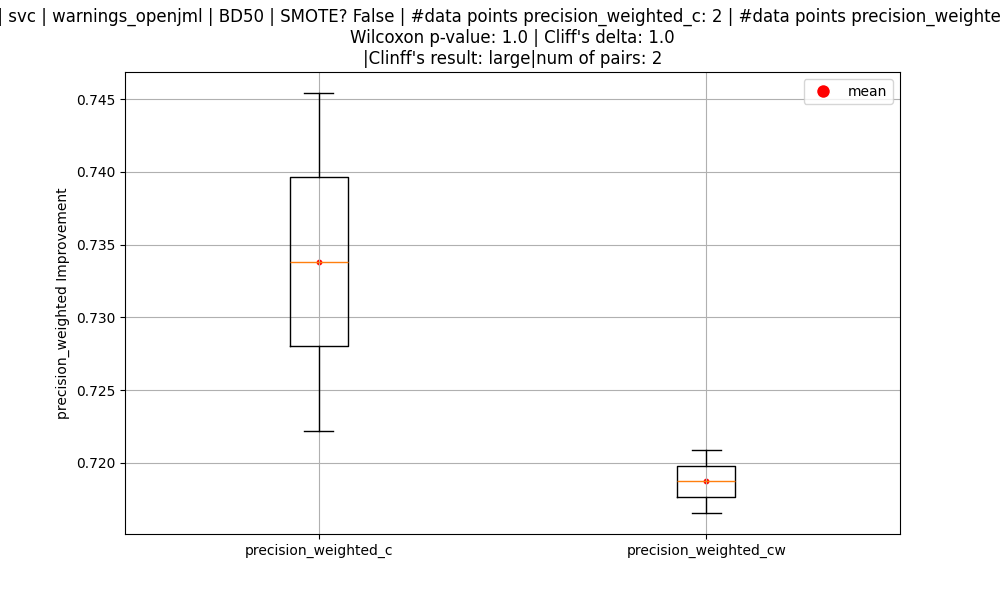 | svc | warnings_openjml | BD50 | SMOTE? False | #data points precision_weighted_c: 2 | #data points precision_weighte
Wilcoxon p-value: 1.0 | Cliff's delta: 1.0
|Clinff's result: large|num of pairs: 2
mean
0.745
0.740
0.735
0.730
0.725
0.720
precision_weighted Improvement
precision_weighted_c
precision_weighted_cw